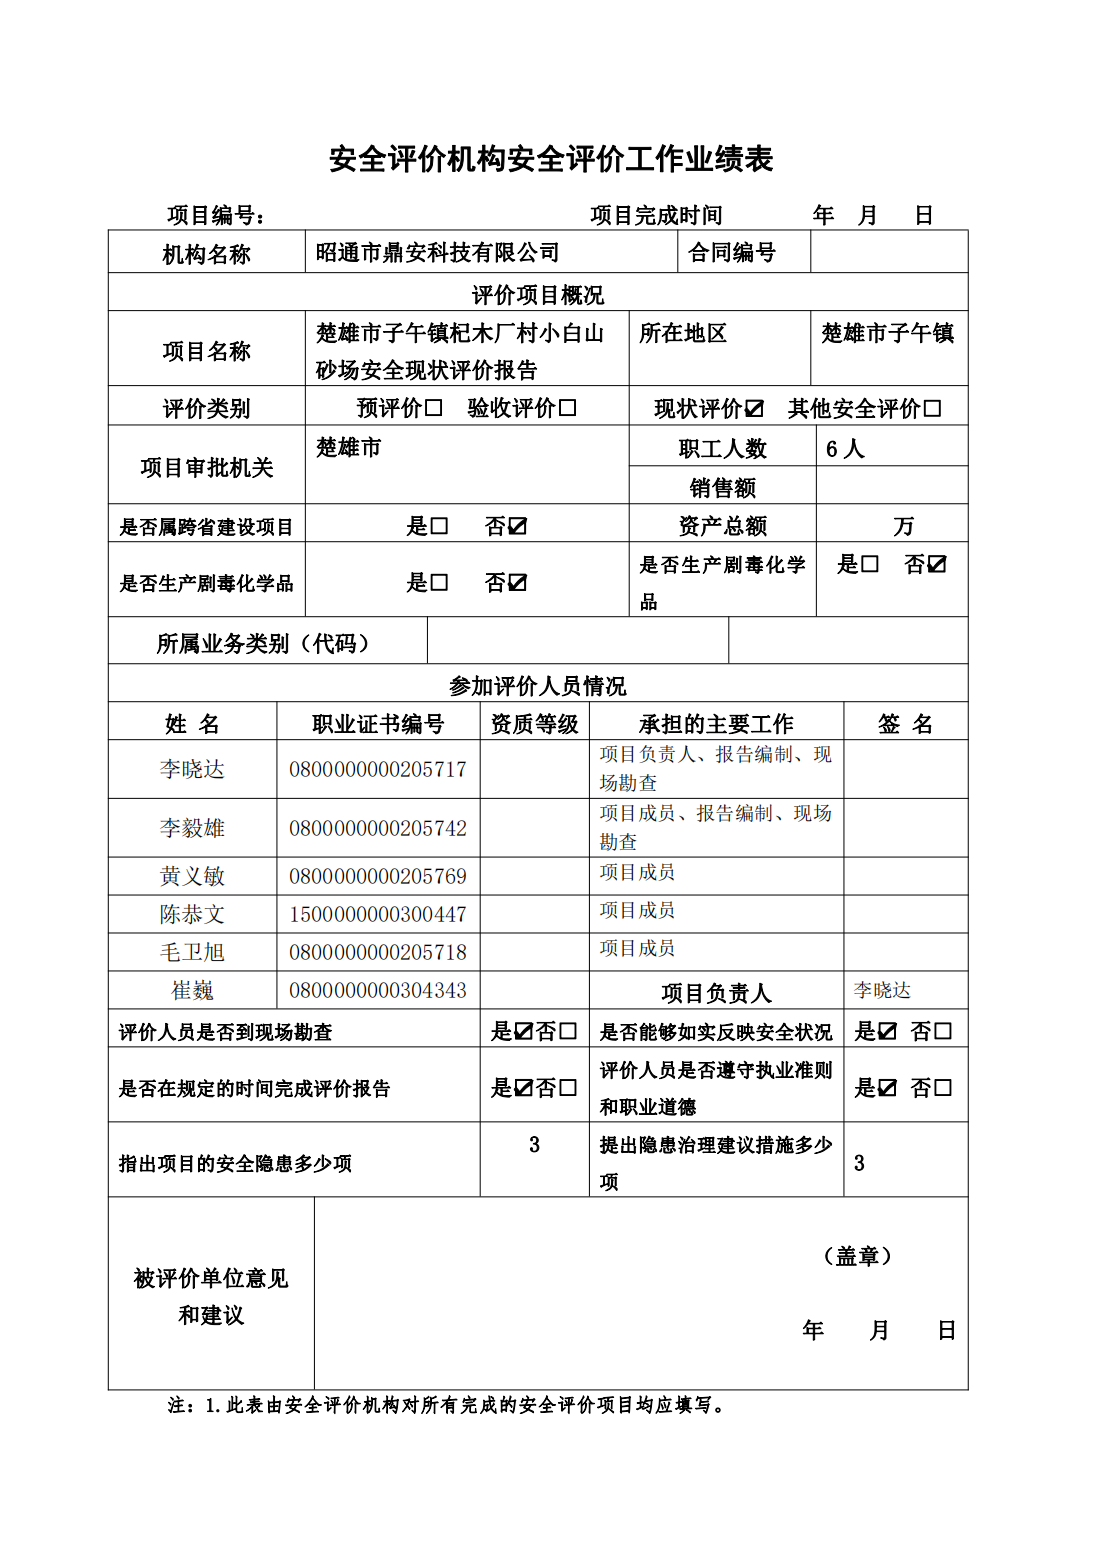 安全评价机构安全评价工作业绩表
项目编号： 项目完成时间 年 月 日
机构名称 昭通市鼎安科技有限公司 合同编号
评价项目概况
项目名称 楚雄市子午镇杞木厂村小白山砂场安全现状评价报告 所在地区 楚雄市子午镇
评价类别 预评价□ 验收评价□ 现状评价☑ 其他安全评价□
项目审批机关 楚雄市 职工人数 6 人
销售额
是否属跨省建设项目 是□ 否☑ 资产总额 万
是否生产剧毒化学品 是□ 否☑ 是否生产剧毒化学品 是□ 否☑
所属业务类别（代码）
参加评价人员情况
姓 名 职业证书编号 资质等级 承担的主要工作 签 名
李晓达 0800000000205717 项目负责人、报告编制、现场勘查
李毅雄 0800000000205742 项目成员、报告编制、现场勘查
黄义敏 0800000000205769 项目成员
陈恭文 1500000000300447 项目成员
毛卫旭 0800000000205718 项目成员
崔巍 0800000000304343 项目负责人 李晓达
评价人员是否到现场勘查 是☑否□ 是否能够如实反映安全状况 是☑ 否□
是否在规定的时间完成评价报告 是☑否□ 评价人员是否遵守执业准则和职业道德 是☑ 否□
指出项目的安全隐患多少项 3 提出隐患治理建议措施多少项 3
被评价单位意见和建议 （盖章）
年 月 日
注：1.此表由安全评价机构对所有完成的安全评价项目均应填写。